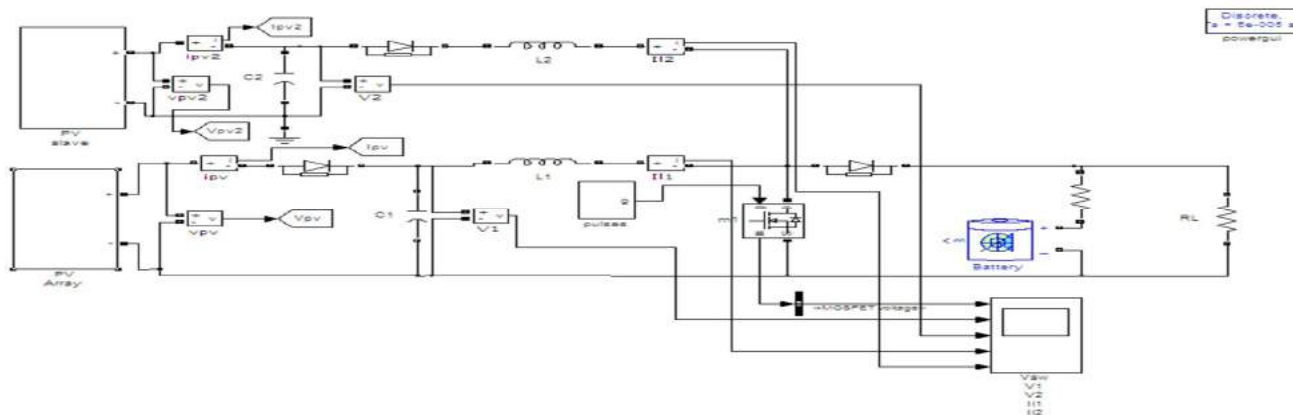 Ipv2
Discrete,
powergui
ipv2
C2
L2
Il2
vpv2
V2
Vpv2
PV
slave
Ipv
ipv
L1
Il1
Vpv
C1
g
pulses
V1
vpv
RL
Battery
PV
Array
<MOSFET voltage>
Vsw
V1
V2
Il1
Il2